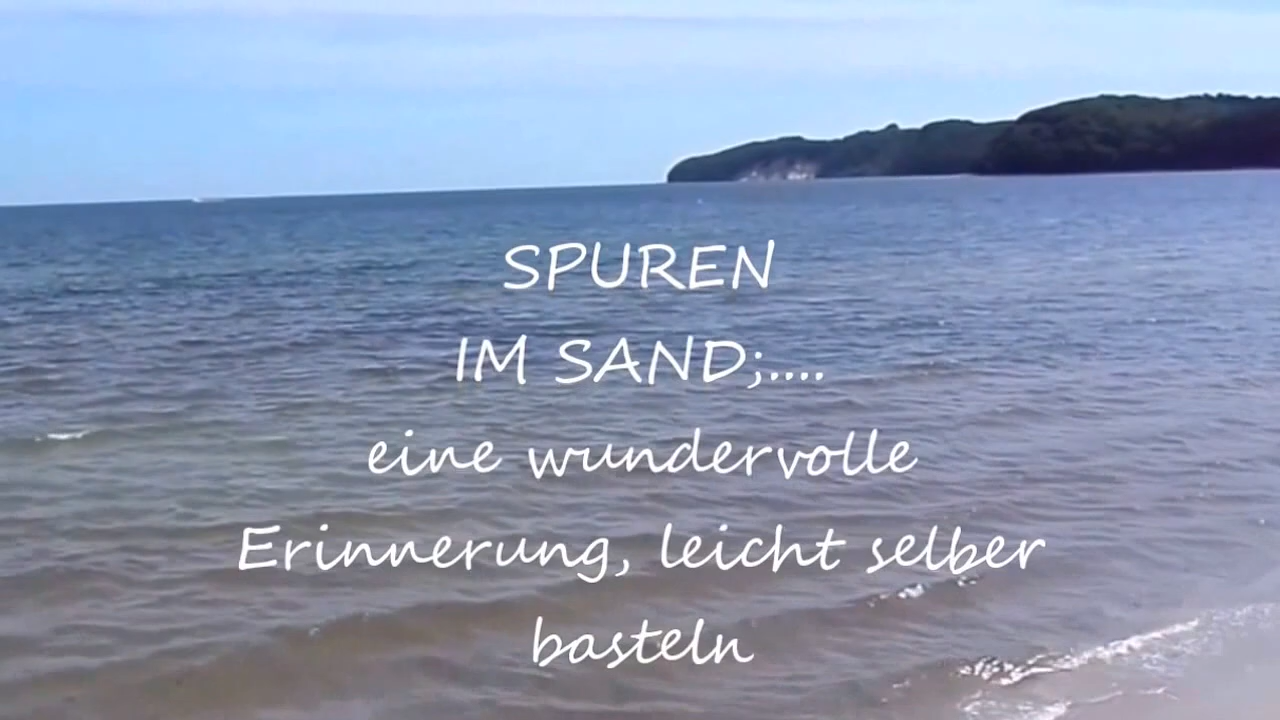 SPUREN
IM SAND;....
eine wundervolle
Erinnerung, leicht selber
basteln